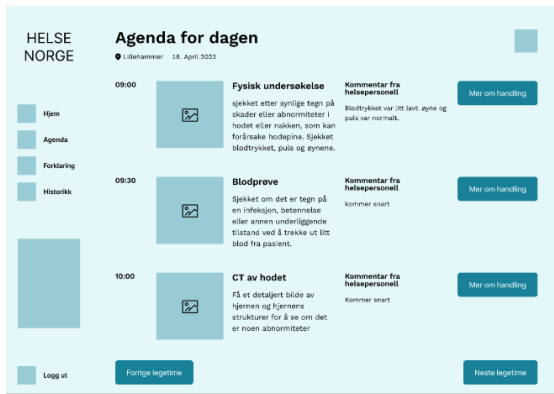 HELSE
NORGE
Hjem
Agenda
Forklaring
Historikk
Logg ut
Agenda for dagen
Lillehammer 18. April 2023
09:00
Fysisk undersøkelse
sjekket etter synlige tegn på
skader eller abnormiteter i
hodet eller nakken, som kan
forårsake hodepine. Sjekket
blodtrykket, puls og øynene.
Kommentar fra
helsepersonell
Blodtrykket var litt lavt. øyne og
puls var normalt.
Mer om handling
09:30
Blodprøve
Sjekket om det er tegn på
en infeksjon, betennelse
eller annen underliggende
tilstand ved å trekke ut litt
blod fra pasient.
Kommentar fra
helsepersonell
kommer snart
Mer om handling
10:00
CT av hodet
Få et detaljert bilde av
hjernen og hjernens
strukturer for å se om det
er noen abnormiteter
Kommentar fra
helsepersonell
Kommer snart
Mer om handling
Forrige legetime
Neste legetime